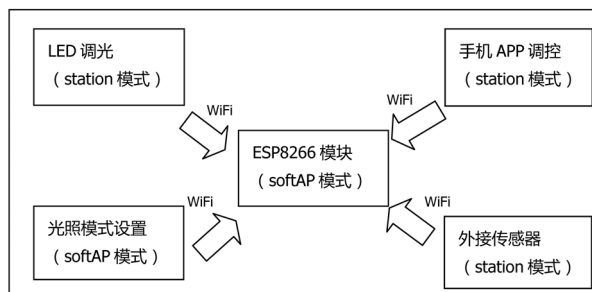 LED 调光
（station 模式）
手机 APP 调控
（station 模式）
WiFi
WiFi
ESP8266 模块
（softAP 模式）
WiFi
WiFi
光照模式设置
（softAP 模式）
外接传感器
（station 模式）